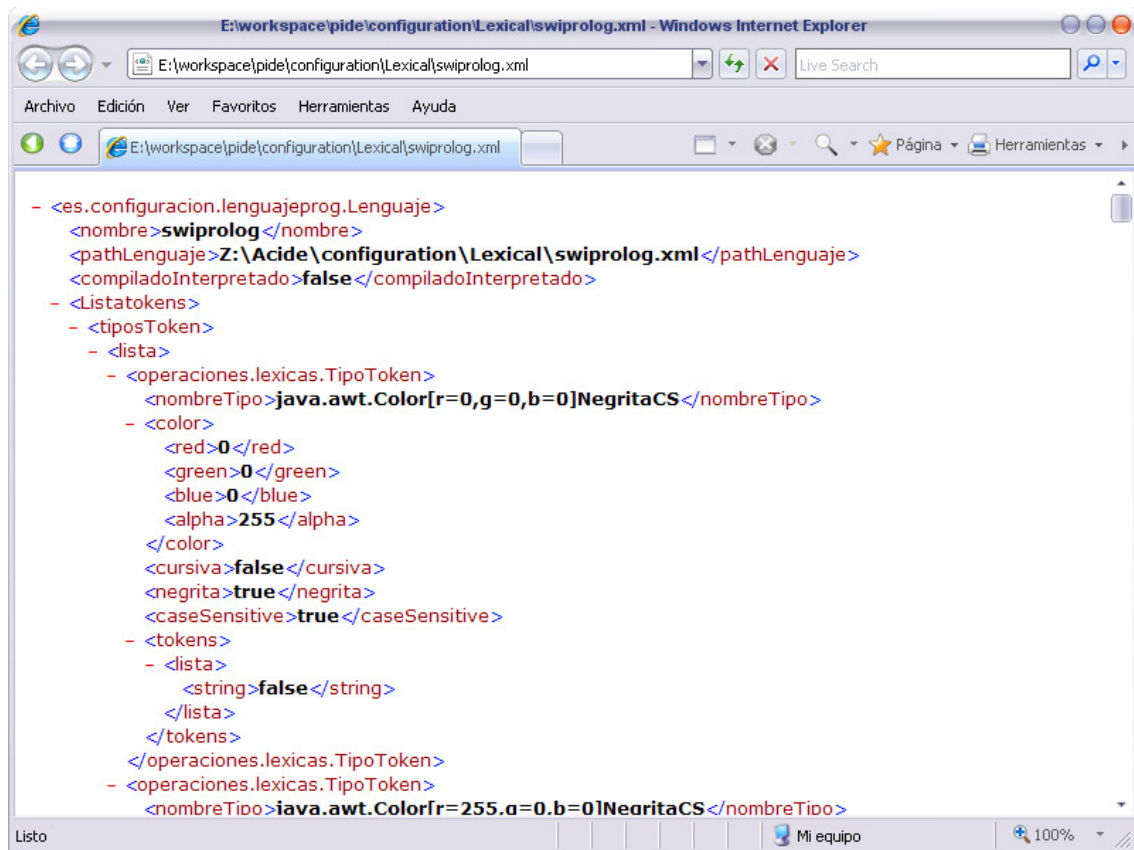 E:\workspace\pide\configuration\Lexical\swiprolog.xml - Windows Internet Explorer
E:\workspace\pide\configuration\Lexical\swiprolog.xml Live Search
Archivo Edición Ver Favoritos Herramientas Ayuda
E:\workspace\pide\configuration\Lexical\swiprolog.xml Página Herramientas
- <es.configuracion.lenguajeprog.Lenguaje>
<nombre>swiprolog</nombre>
<pathLenguaje>Z:\Acide\configuration\Lexical\swiprolog.xml</pathLenguaje>
<compiladoInterpretado>false</compiladoInterpretado>
- <Listatokens>
- <tiposToken>
- <lista>
- <operaciones.lexicas.TipoToken>
<nombreTipo>java.awt.Color[r=0,g=0,b=0]NegritaCS</nombreTipo>
- <color>
<red>0</red>
<green>0</green>
<blue>0</blue>
<alpha>255</alpha>
</color>
<cursiva>false</cursiva>
<negrita>true</negrita>
<caseSensitive>true</caseSensitive>
- <tokens>
- <lista>
<string>false</string>
</lista>
</tokens>
</operaciones.lexicas.TipoToken>
- <operaciones.lexicas.TipoToken>
<nombreTipo>java.awt.Color[r=255,g=0,b=0]NegritaCS</nombreTipo>
Listo Mi equipo 100%